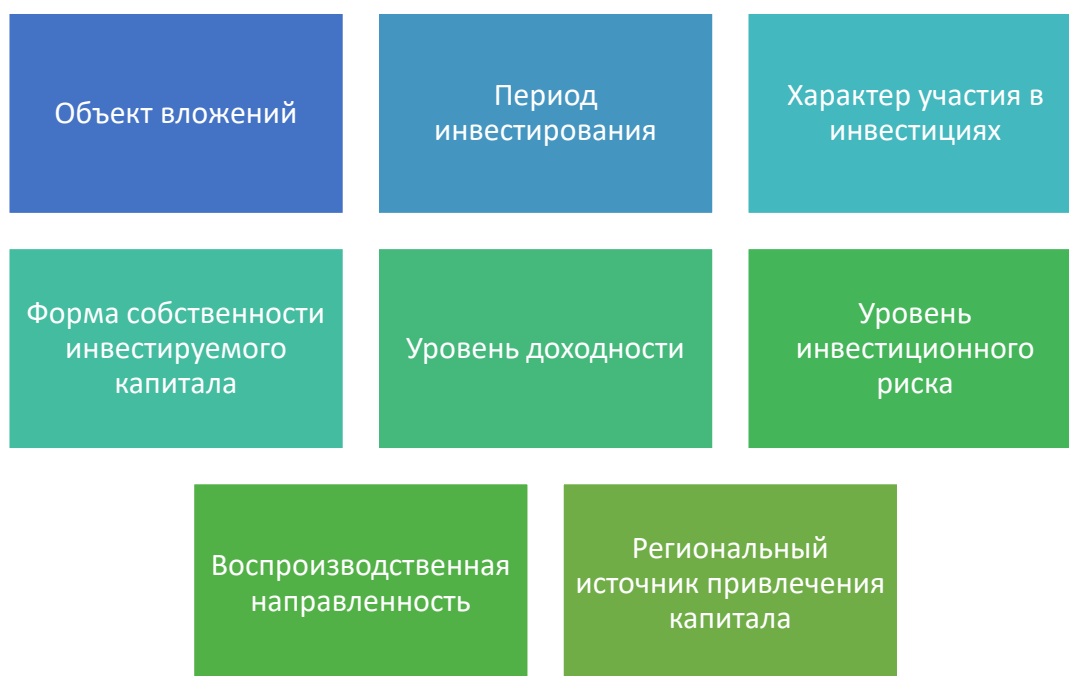 Объект вложений
Период
инвестирования
Характер участия в
инвестициях
Форма собственности
инвестируемого
капитала
Уровень доходности
Уровень
инвестиционного
риска
Воспроизводственная
направленность
Региональный
источник привлечения
капитала